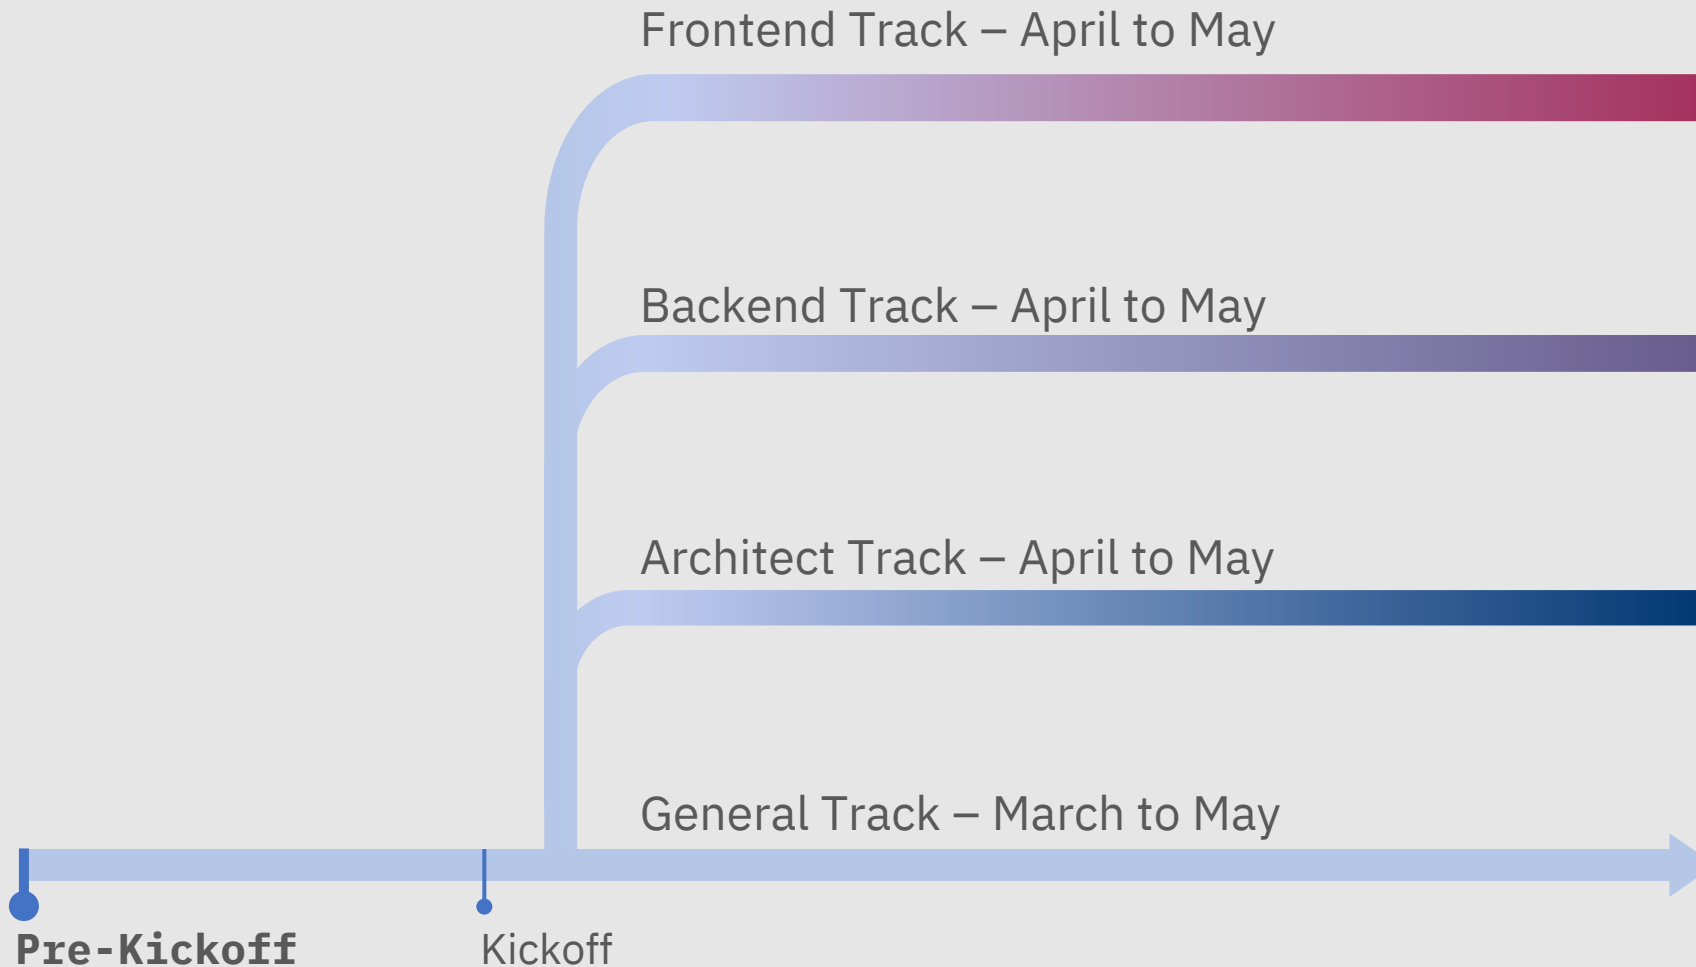 Frontend Track – April to May
Backend Track – April to May
Architect Track – April to May
General Track – March to May
Pre-Kickoff
Kickoff